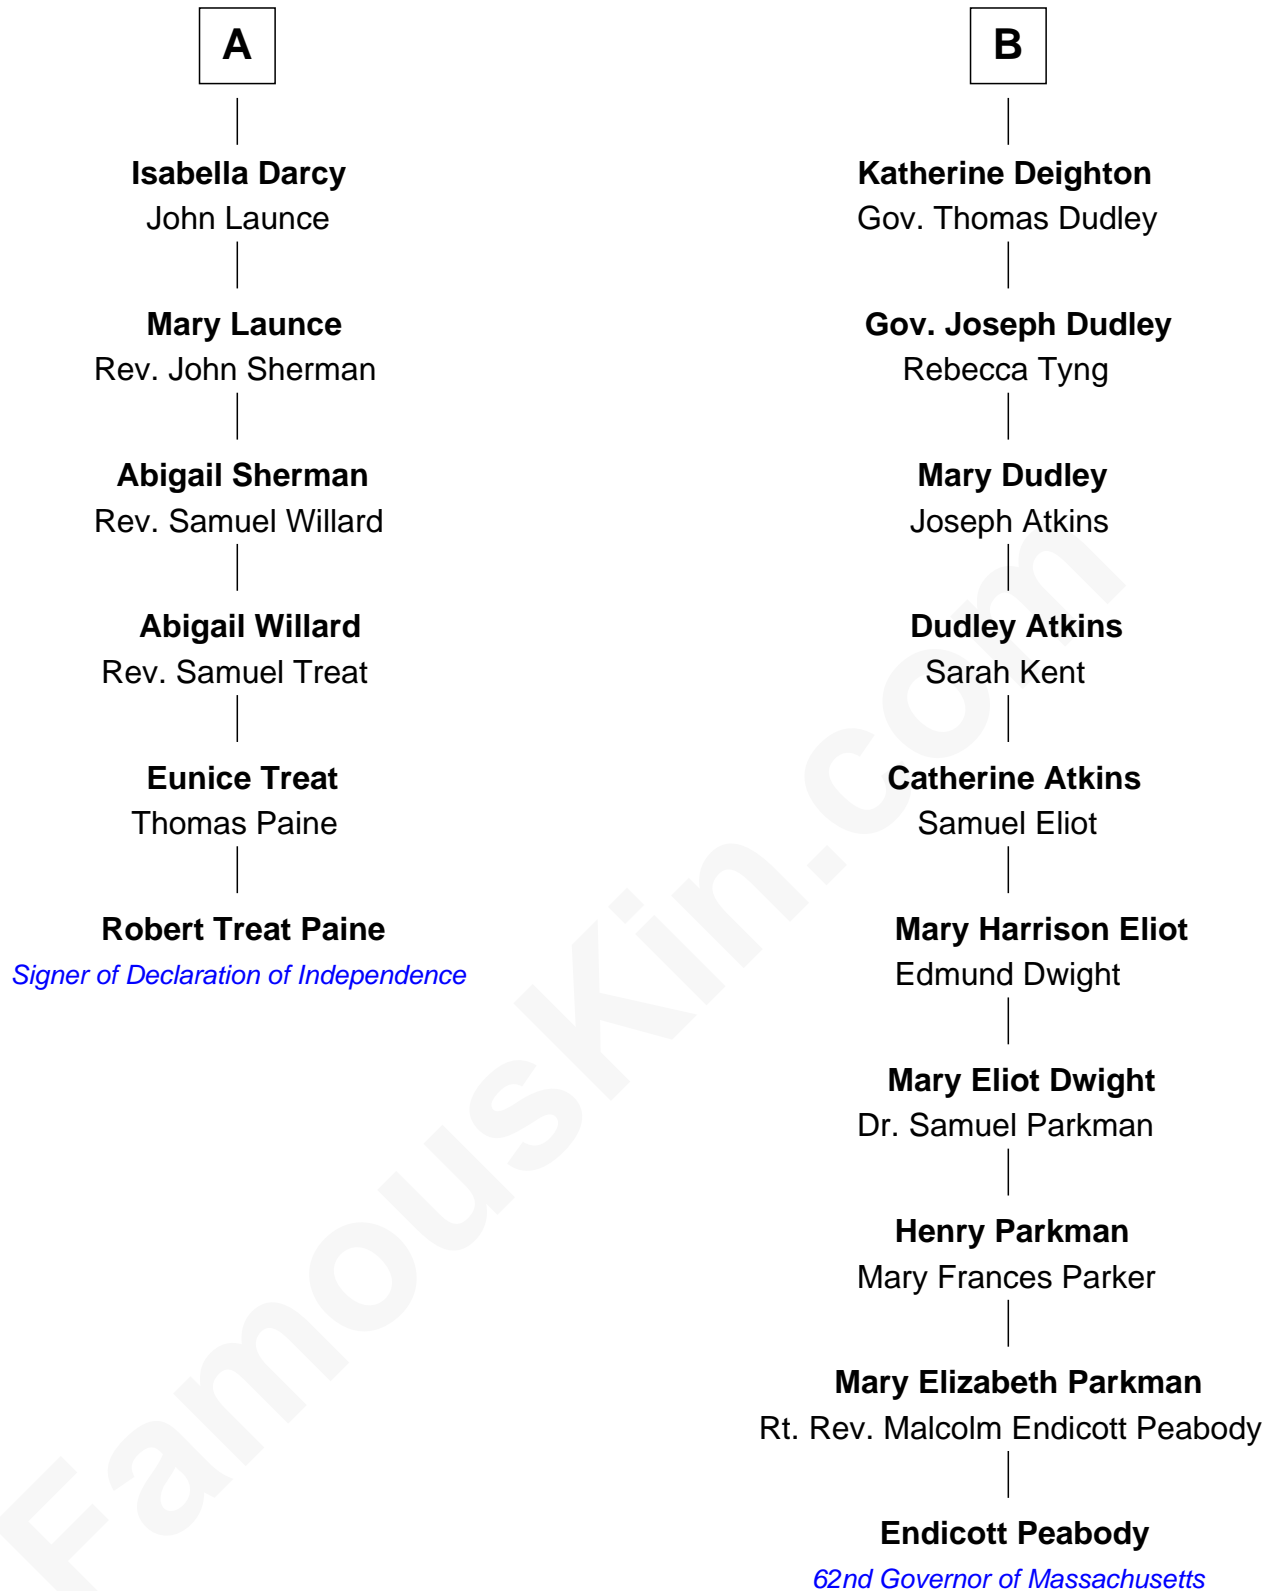 A
Isabella Darcy
John Launce
Mary Launce
Rev. John Sherman
Abigail Sherman
Rev. Samuel Willard
Abigail Willard
Rev. Samuel Treat
Eunice Treat
Thomas Paine
Robert Treat Paine
Signer of Declaration of Independence
B
Katherine Deighton
Gov. Thomas Dudley
Gov. Joseph Dudley
Rebecca Tyng
Mary Dudley
Joseph Atkins
Dudley Atkins
Sarah Kent
Catherine Atkins
Samuel Eliot
Mary Harrison Eliot
Edmund Dwight
Mary Eliot Dwight
Dr. Samuel Parkman
Henry Parkman
Mary Frances Parker
Mary Elizabeth Parkman
Rt. Rev. Malcolm Endicott Peabody
Endicott Peabody
62nd Governor of Massachusetts
FamousKin.com